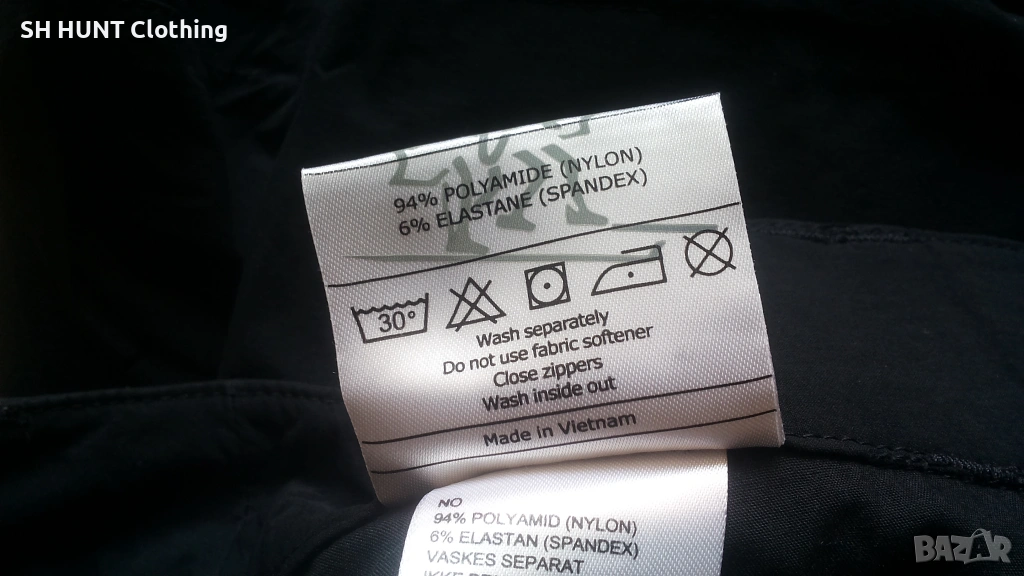 SH HUNT Clothing
94% POLYAMIDE (NYLON)
6% ELASTANE (SPANDEX)
30°
Wash separately
Do not use fabric softener
Close zippers
Wash inside out
Made in Vietnam
NO
94% POLYAMID (NYLON)
6% ELASTAN (SPANDEX)
VASKES SEPARAT
IKKE
BAZAR